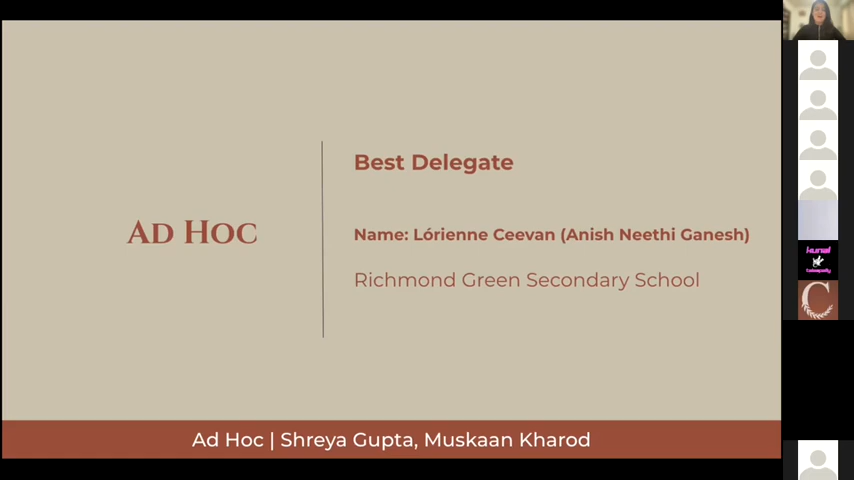 Ad Hoc
Best Delegate
Name: Lórienne Ceevan (Anish Neethi Ganesh)
Richmond Green Secondary School
Ad Hoc | Shreya Gupta, Muskaan Kharod
kunal
C